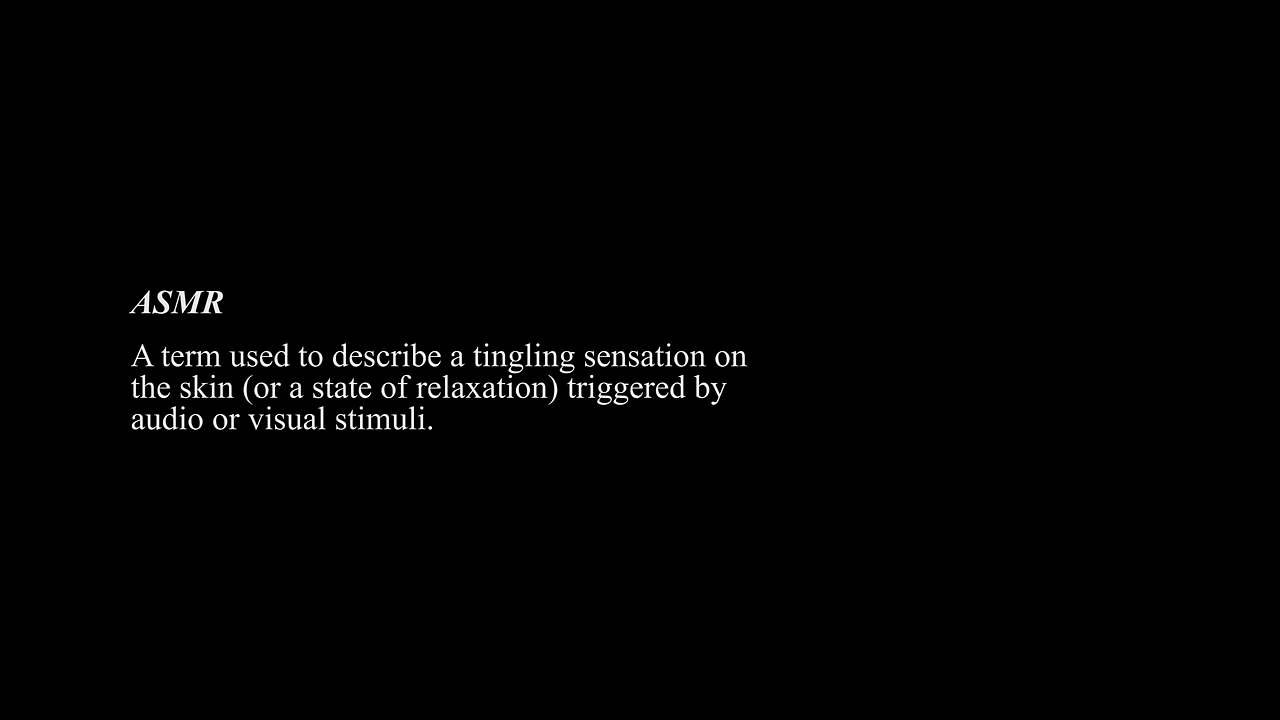 ASMR
A term used to describe a tingling sensation on
the skin (or a state of relaxation) triggered by
audio or visual stimuli.